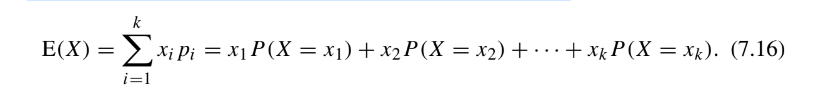 E(X) = \sum_{i=1}^{k} x_i p_i = x_1 P(X = x_1) + x_2 P(X = x_2) + \cdots + x_k P(X = x_k). (7.16)